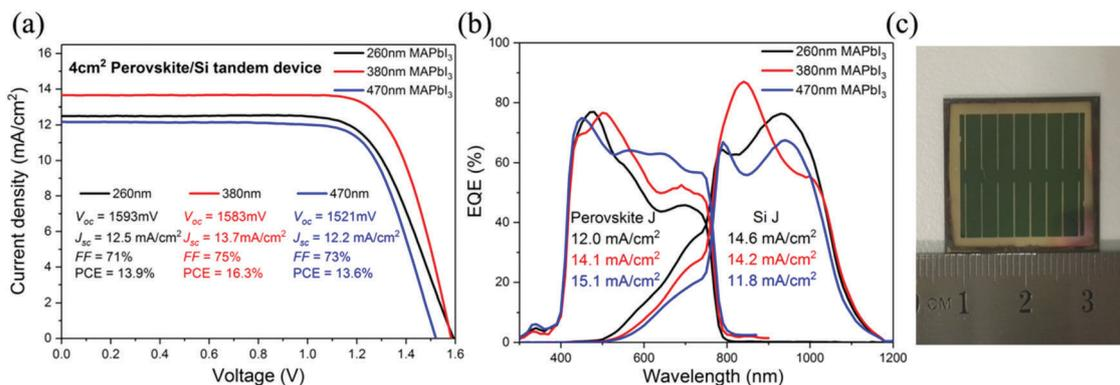 (a)
4cm² Perovskite/Si tandem device
260nm MAPbI₃
380nm MAPbI₃
470nm MAPbI₃
Current density (mA/cm²)
16
14
12
10
8
6
4
2
0
260nm
380nm
470nm
Voc = 1593mV
Voc = 1583mV
Voc = 1521mV
Jsc = 12.5 mA/cm²
Jsc = 13.7mA/cm²
Jsc = 12.2 mA/cm²
FF = 71%
FF = 75%
FF = 73%
PCE = 13.9%
PCE = 16.3%
PCE = 13.6%
0.0 0.2 0.4 0.6 0.8 1.0 1.2 1.4 1.6
Voltage (V)
(b)
260nm MAPbI₃
380nm MAPbI₃
470nm MAPbI₃
EQE (%)
100
80
60
40
20
0
Perovskite J
12.0 mA/cm²
14.1 mA/cm²
15.1 mA/cm²
Si J
14.6 mA/cm²
14.2 mA/cm²
11.8 mA/cm²
400 600 800 1000 1200
Wavelength (nm)
(c)
CM 1 2 3